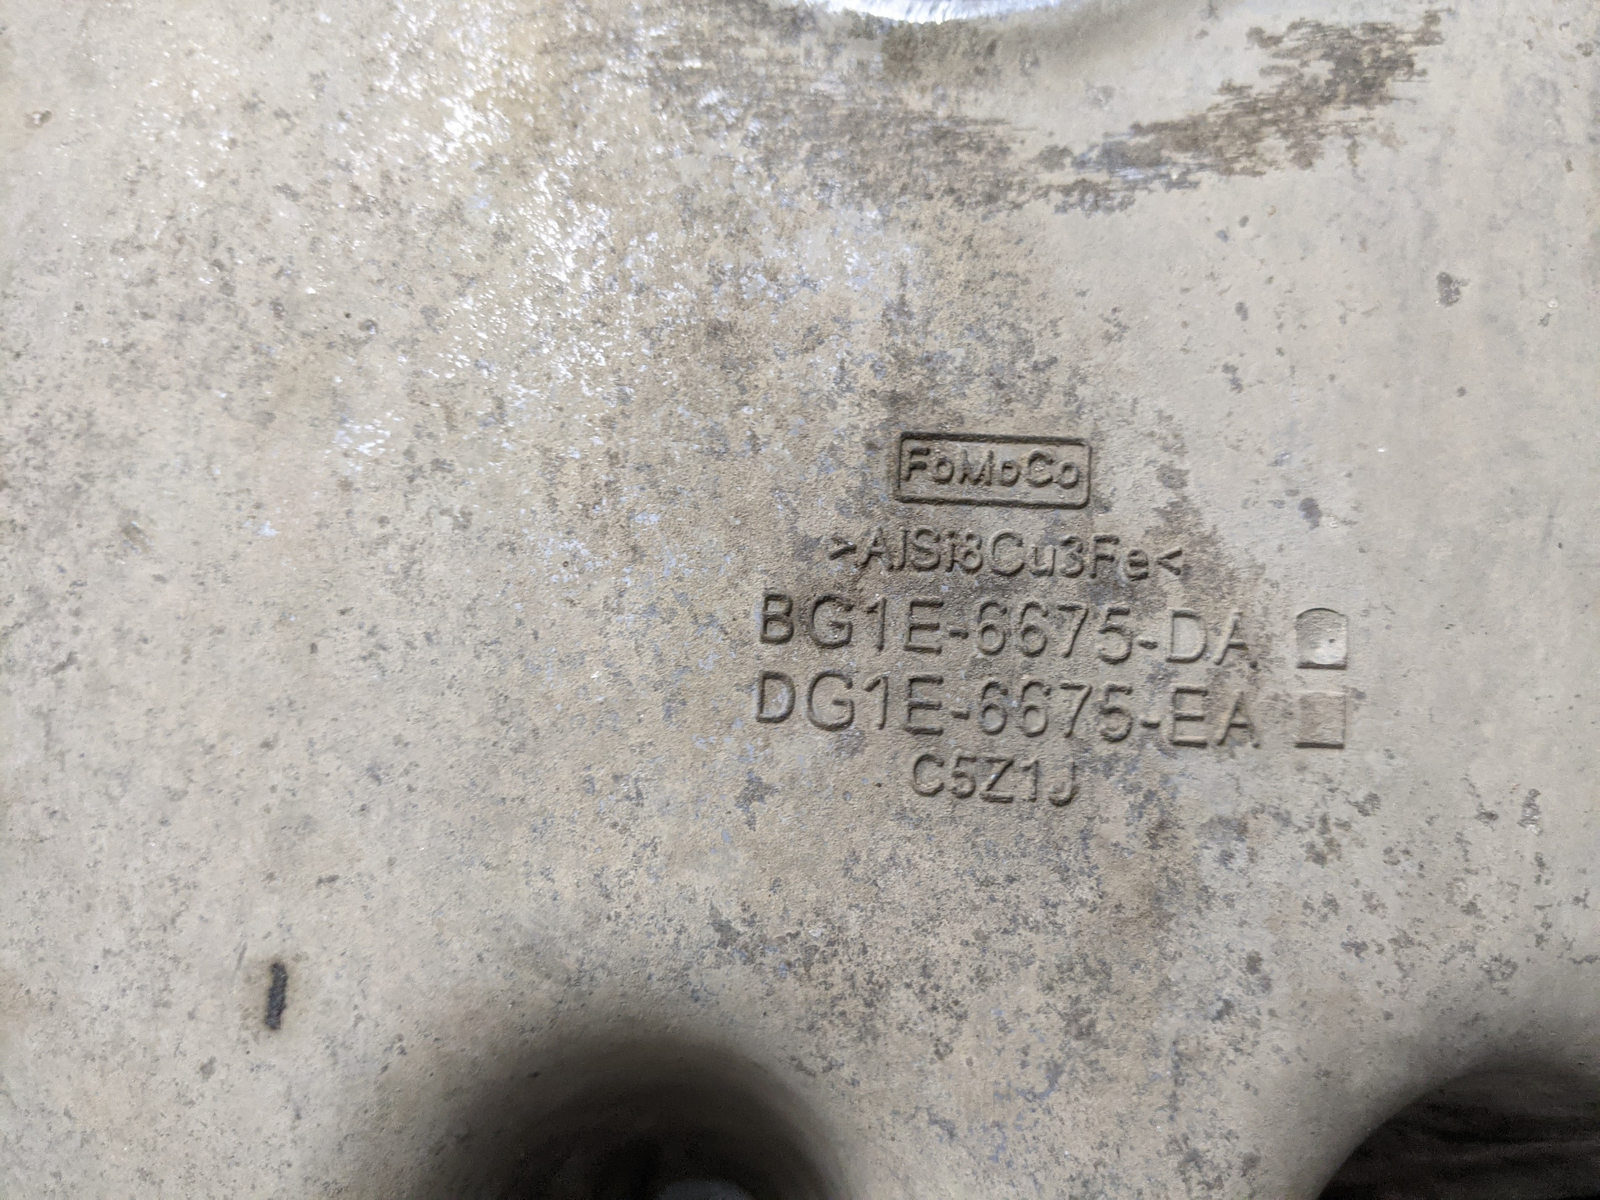 FoMoCo
>AlSi8Cu3Fe<
BG1E-6675-DA
DG1E-6675-EA
C5Z1J